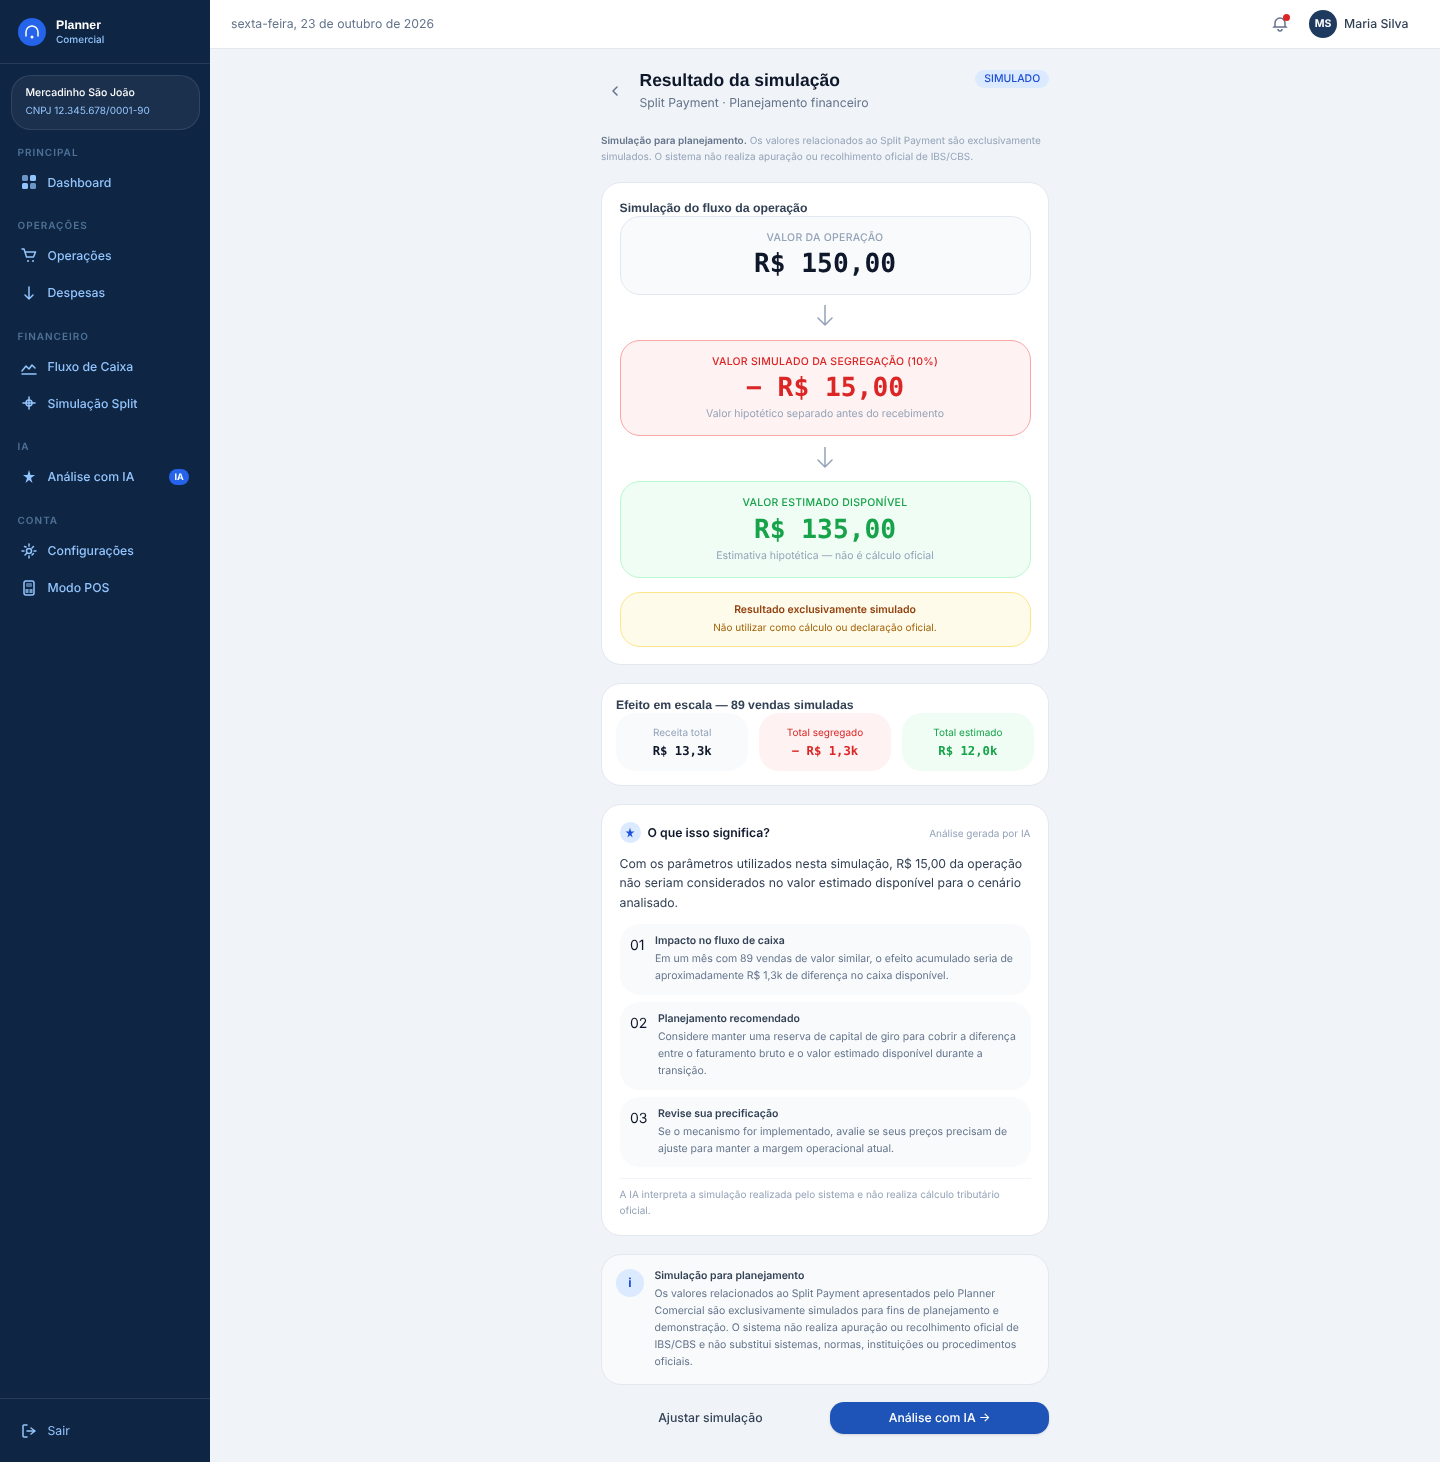 Planner
Comercial
Mercadinho São João
CNPJ 12.345.678/0001-90
PRINCIPAL
Dashboard
OPERAÇÕES
Operações
Despesas
FINANCEIRO
Fluxo de Caixa
Simulação Split
IA
Análise com IA
IA
CONTA
Configurações
Modo POS
Sair
sexta-feira, 23 de outubro de 2026
MS
Maria Silva
Resultado da simulação
SIMULADO
Split Payment · Planejamento financeiro
Simulação para planejamento. Os valores relacionados ao Split Payment são exclusivamente
simulados. O sistema não realiza apuração ou recolhimento oficial de IBS/CBS.
Simulação do fluxo da operação
VALOR DA OPERAÇÃO
R$ 150,00
VALOR SIMULADO DA SEGREGAÇÃO (10%)
− R$ 15,00
Valor hipotético separado antes do recebimento
VALOR ESTIMADO DISPONÍVEL
R$ 135,00
Estimativa hipotética — não é cálculo oficial
Resultado exclusivamente simulado
Não utilizar como cálculo ou declaração oficial.
Efeito em escala — 89 vendas simuladas
Receita total
R$ 13,3k
Total segregado
− R$ 1,3k
Total estimado
R$ 12,0k
O que isso significa?
Análise gerada por IA
Com os parâmetros utilizados nesta simulação, R$ 15,00 da operação
não seriam considerados no valor estimado disponível para o cenário
analisado.
01
Impacto no fluxo de caixa
Em um mês com 89 vendas de valor similar, o efeito acumulado seria de
aproximadamente R$ 1,3k de diferença no caixa disponível.
02
Planejamento recomendado
Considere manter uma reserva de capital de giro para cobrir a diferença
entre o faturamento bruto e o valor estimado disponível durante a
transição.
03
Revise sua precificação
Se o mecanismo for implementado, avalie se seus preços precisam de
ajuste para manter a margem operacional atual.
A IA interpreta a simulação realizada pelo sistema e não realiza cálculo tributário
oficial.
i
Simulação para planejamento
Os valores relacionados ao Split Payment apresentados pelo Planner
Comercial são exclusivamente simulados para fins de planejamento e
demonstração. O sistema não realiza apuração ou recolhimento oficial de
IBS/CBS e não substitui sistemas, normas, instituições ou procedimentos
oficiais.
Ajustar simulação
Análise com IA →